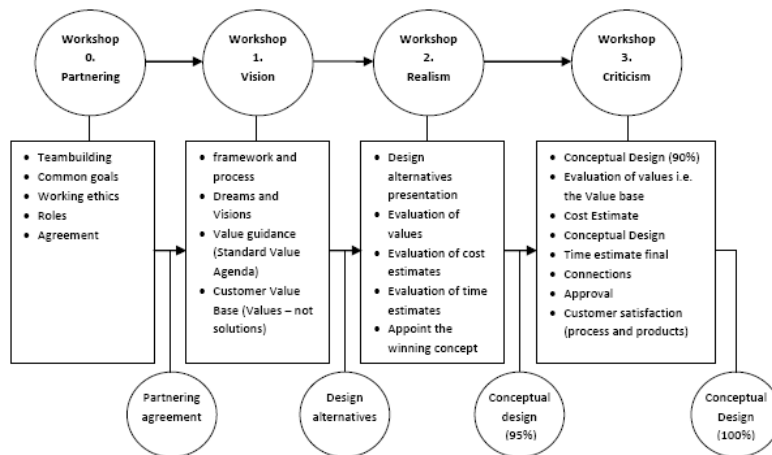 Workshop
0.
Partnering
Workshop
1.
Vision
Workshop
2.
Realism
Workshop
3.
Criticism
• Teambuilding
• Common goals
• Working ethics
• Roles
• Agreement
• framework and
process
• Dreams and
Visions
• Value guidance
(Standard Value
Agenda)
• Customer Value
Base (Values – not
solutions)
• Design
alternatives
presentation
• Evaluation of
values
• Evaluation of cost
estimates
• Evaluation of time
estimates
• Appoint the
winning concept
• Conceptual Design (90%)
• Evaluation of values i.e.
the Value base
• Cost Estimate
• Conceptual Design
• Time estimate final
• Connections
• Approval
• Customer satisfaction
(process and products)
Partnering
agreement
Design
alternatives
Conceptual
design
(95%)
Conceptual
Design
(100%)